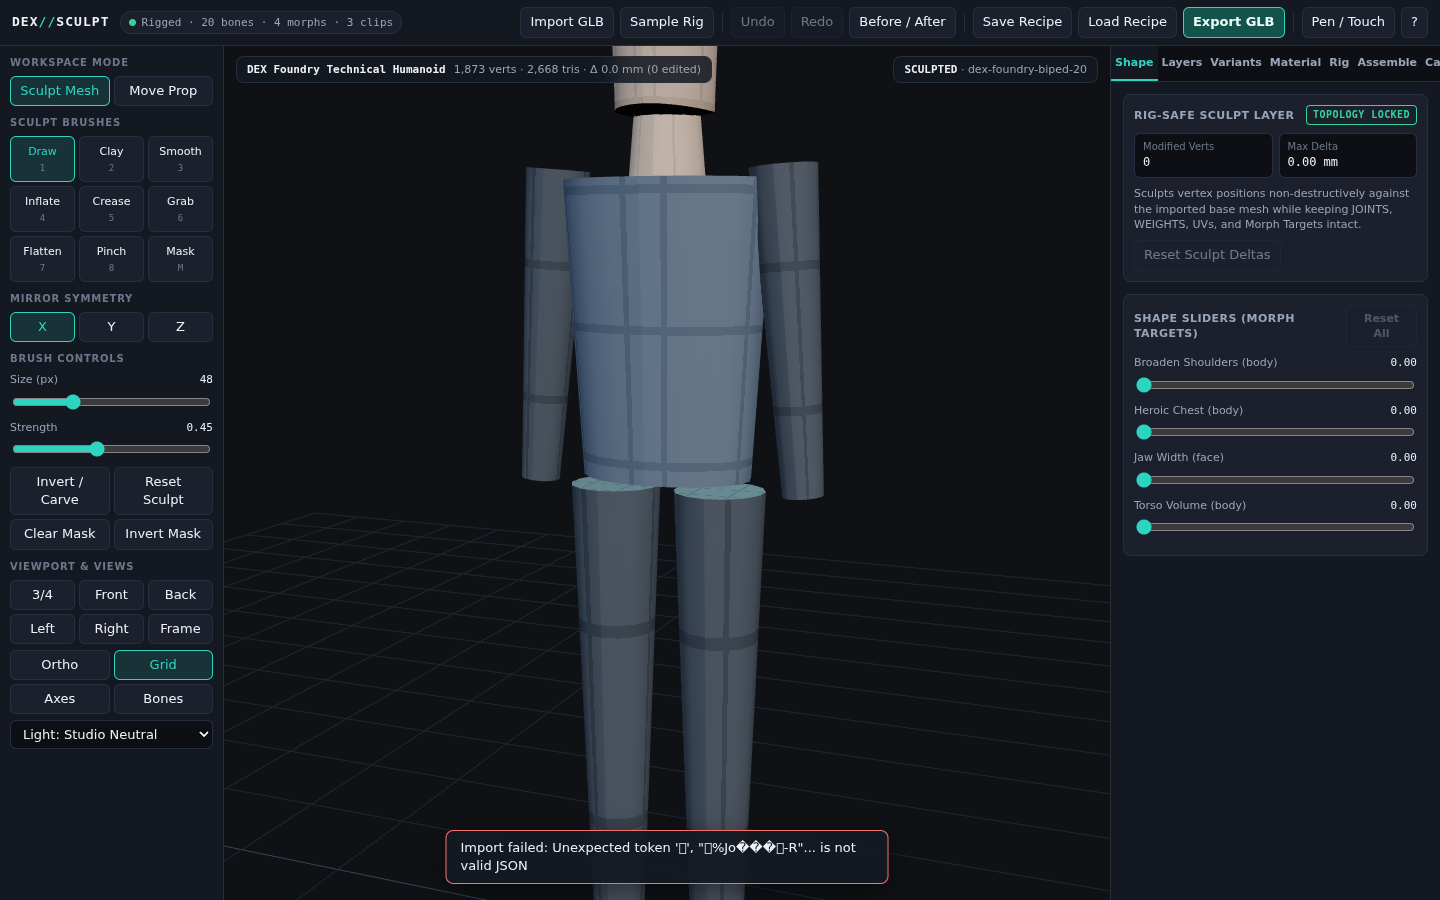 DEX//SCULPT
Rigged · 20 bones · 4 morphs · 3 clips
Import GLB
Sample Rig
Undo
Redo
Before / After
Save Recipe
Load Recipe
Export GLB
Pen / Touch
?
WORKSPACE MODE
Sculpt Mesh
Move Prop
SCULPT BRUSHES
Draw
1
Clay
2
Smooth
3
Inflate
4
Crease
5
Grab
6
Flatten
7
Pinch
8
Mask
M
MIRROR SYMMETRY
X
Y
Z
BRUSH CONTROLS
Size (px) 48
Strength 0.45
Invert /
Carve
Reset
Sculpt
Clear Mask
Invert Mask
VIEWPORT & VIEWS
3/4
Front
Back
Left
Right
Frame
Ortho
Grid
Axes
Bones
Light: Studio Neutral
DEX Foundry Technical Humanoid 1,873 verts · 2,668 tris · Δ 0.0 mm (0 edited)
SCULPTED · dex-foundry-biped-20
Import failed: Unexpected token '', "%Jo���-R"... is not
valid JSON
Shape
Layers
Variants
Material
Rig
Assemble
Ca
RIG-SAFE SCULPT LAYER
TOPOLOGY LOCKED
Modified Verts
0
Max Delta
0.00 mm
Sculpts vertex positions non-destructively against
the imported base mesh while keeping JOINTS,
WEIGHTS, UVs, and Morph Targets intact.
Reset Sculpt Deltas
SHAPE SLIDERS (MORPH
TARGETS)
Reset
All
Broaden Shoulders (body) 0.00
Heroic Chest (body) 0.00
Jaw Width (face) 0.00
Torso Volume (body) 0.00